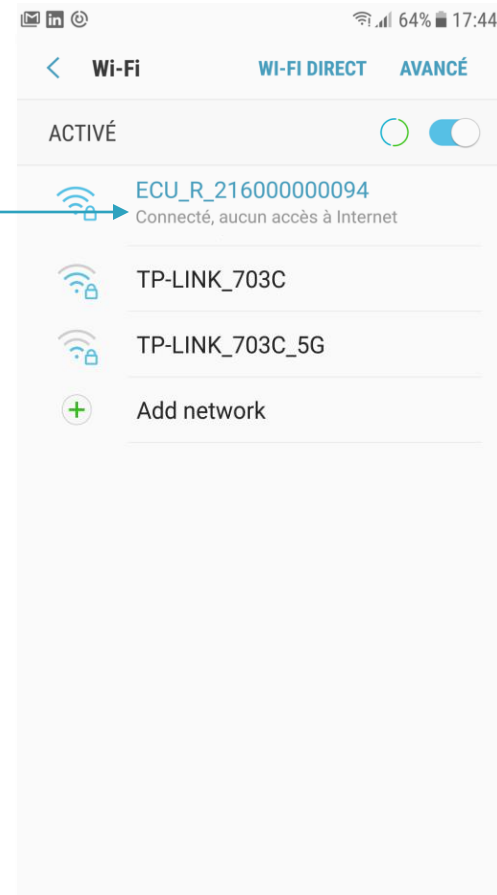 in 64% 17:44
Wi-Fi WI-FI DIRECT AVANCÉ
ACTIVÉ
ECU_R_216000000094
Connecté, aucun accès à Internet
TP-LINK_703C
TP-LINK_703C_5G
Add network